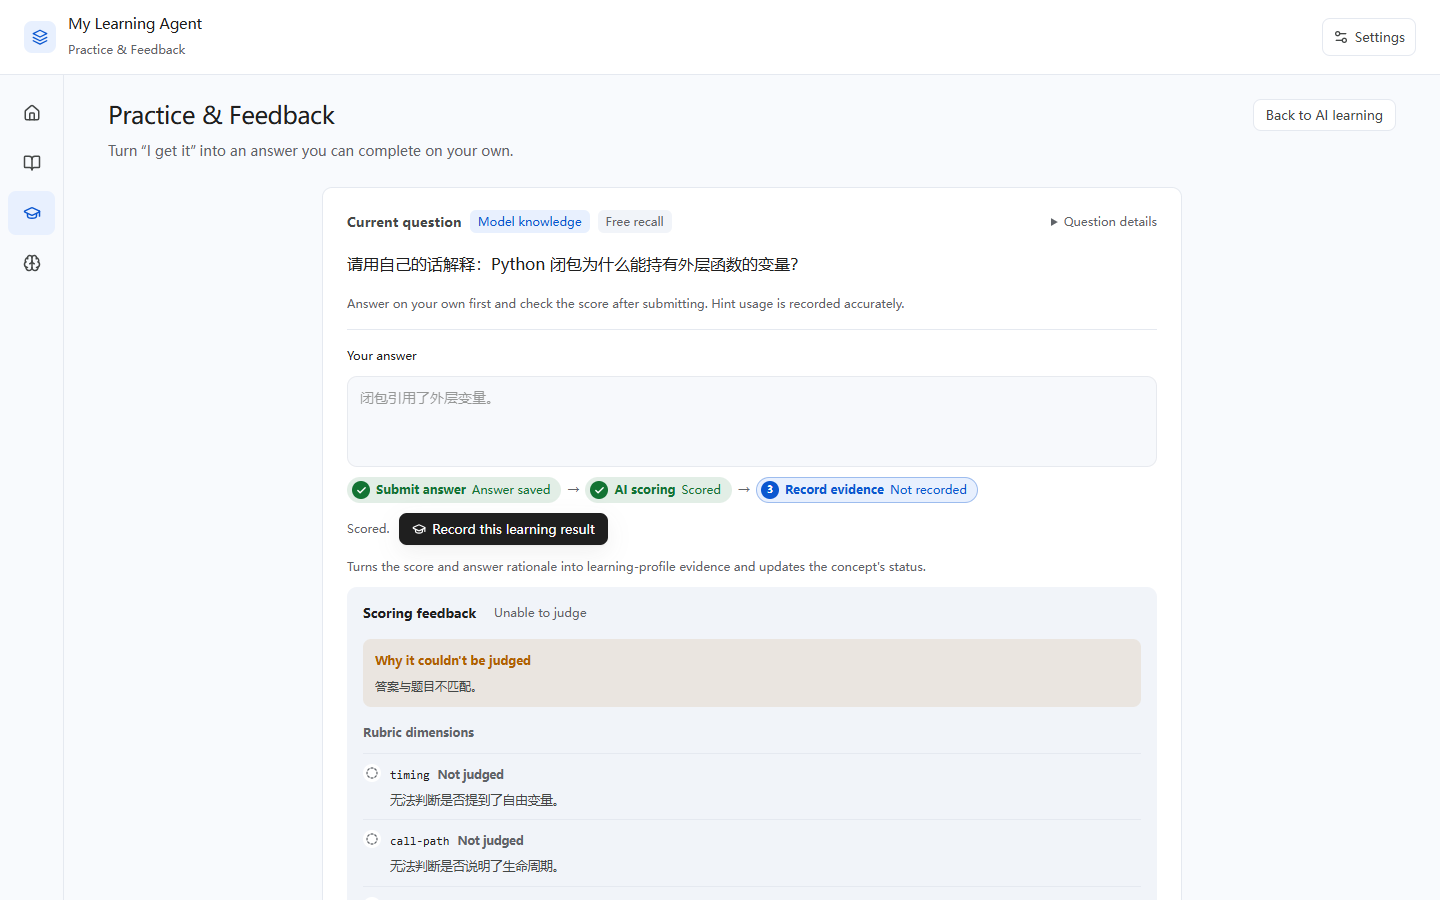 My Learning Agent
Practice & Feedback
Settings
Practice & Feedback
Back to AI learning
Turn “I get it” into an answer you can complete on your own.
Current question Model knowledge Free recall
Question details
请用自己的话解释：Python 闭包为什么能持有外层函数的变量？
Answer on your own first and check the score after submitting. Hint usage is recorded accurately.
Your answer
闭包引用了外层变量。
Submit answer Answer saved → AI scoring Scored → 3 Record evidence Not recorded
Scored. Record this learning result
Turns the score and answer rationale into learning-profile evidence and updates the concept's status.
Scoring feedback Unable to judge
Why it couldn't be judged
答案与题目不匹配。
Rubric dimensions
timing Not judged
无法判断是否提到了自由变量。
call-path Not judged
无法判断是否说明了生命周期。